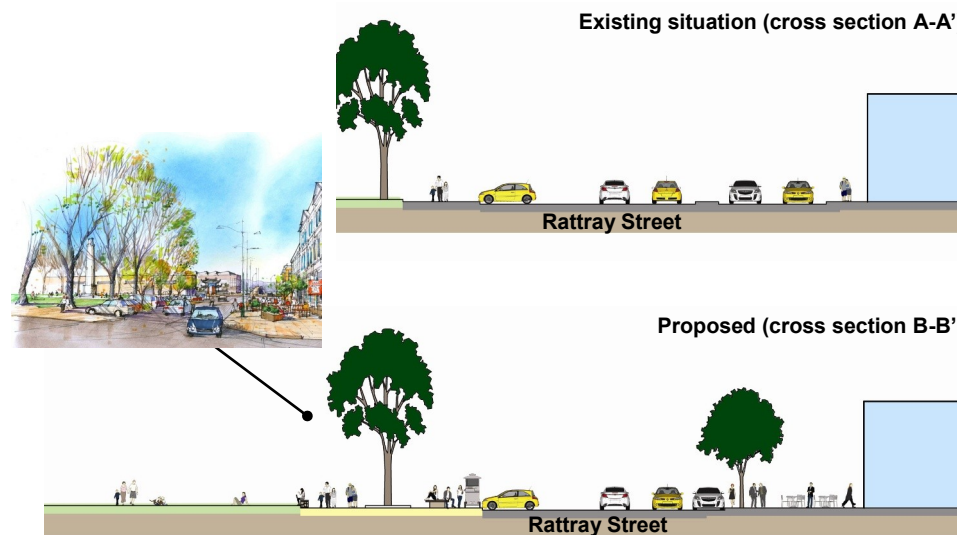 Existing situation (cross section A-A’
Rattray Street
Proposed (cross section B-B’
Rattray Street